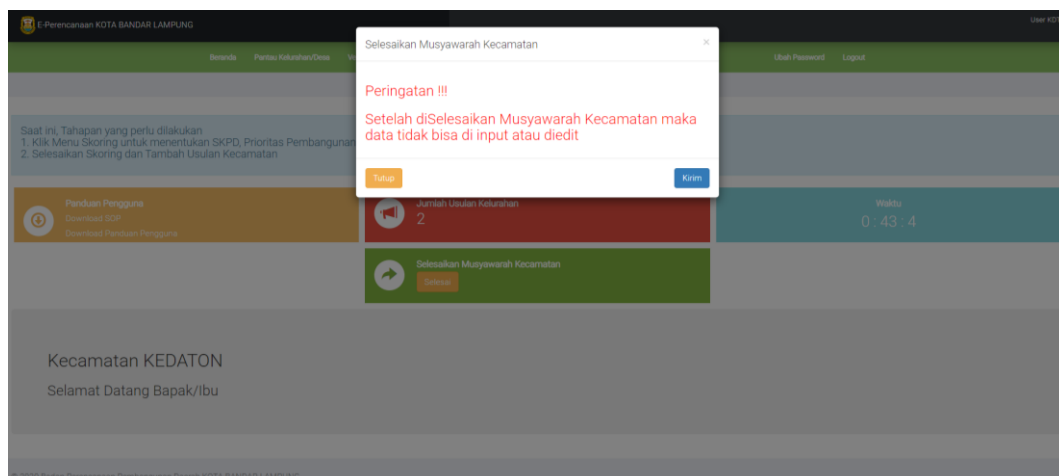 E-Perencanaan KOTA BANDAR LAMPUNG
Beranda Pantau Kelurahan/Desa Ubah Password Logout
Selesaikan Musyawarah Kecamatan ×
Peringatan !!!
Setelah diSelesaikan Musyawarah Kecamatan maka
data tidak bisa di input atau diedit
Tutup Kirim
Saat ini, Tahapan yang perlu dilakukan
1. Klik Menu Skoring untuk menentukan SKPD, Prioritas Pembangunan
2. Selesaikan Skoring dan Tambah Usulan Kecamatan
Panduan Pengguna
Download SOP
Download Panduan Pengguna
Jumlah Usulan Kelurahan
2
Waktu
0 : 43 : 4
Selesaikan Musyawarah Kecamatan
Selesai
Kecamatan KEDATON
Selamat Datang Bapak/Ibu